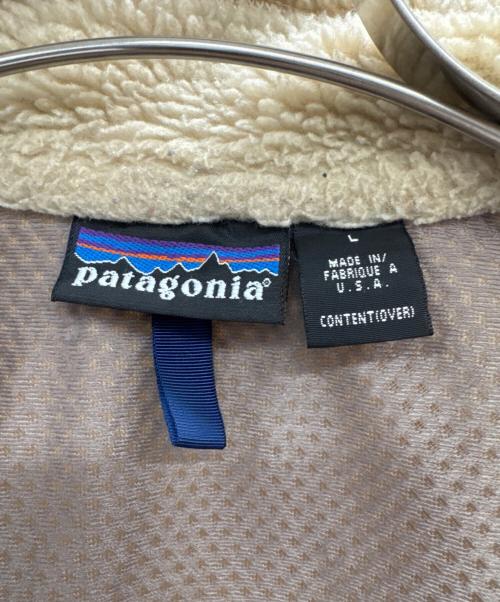 patagonia®
L
MADE IN/
FABRIQUE A
U.S.A.
CONTENT(OVER)